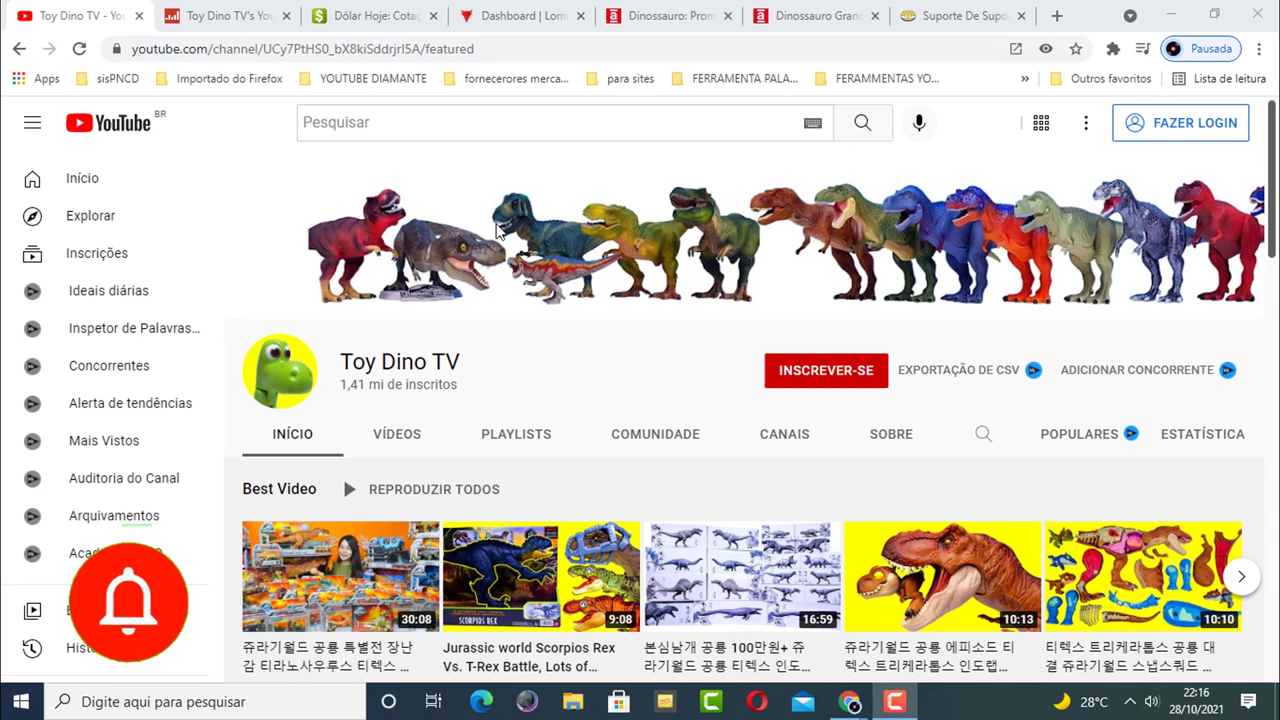 Toy Dino TV - Yo
Toy Dino TV's You
Dólar Hoje: Cotaç
Dashboard | Lom
Dinossauro: Prom
Dinossauro Gran
Suporte De Supo
youtube.com/channel/UCy7PtHS0_bX8kiSddrjrI5A/featured
Pausada
Apps
sisPNCD
Importado do Firefox
YOUTUBE DIAMANTE
fornecerores merca...
para sites
FERRAMENTA PALA...
FERAMMENTAS YO...
Outros favoritos
Lista de leitura
YouTube BR
Pesquisar
FAZER LOGIN
Início
Explorar
Inscrições
Ideais diárias
Inspetor de Palavras...
Concorrentes
Alerta de tendências
Mais Vistos
Auditoria do Canal
Arquivamentos
Toy Dino TV
1,41 mi de inscritos
INSCREVER-SE
EXPORTAÇÃO DE CSV
ADICIONAR CONCORRENTE
INÍCIO
VÍDEOS
PLAYLISTS
COMUNIDADE
CANAIS
SOBRE
POPULARES
ESTATÍSTICA
Best Video
REPRODUZIR TODOS
SCORPIOS REX
30:08
9:08
16:59
10:13
10:10
쥬라기월드 공룡 특별전 장난
감 티라노사우루스 티렉스 ...
Jurassic world Scorpios Rex
Vs. T-Rex Battle, Lots of...
본심남개 공룡 100만원+ 쥬
라기월드 공룡 티렉스 인도...
쥬라기월드 공룡 에피소드 티
렉스 트리케라톱스 인도랩...
티렉스 트리케라톱스 공룡 대
결 쥬라기월드 스냅스쿼드 ...
Digite aqui para pesquisar
28°C
22:16
28/10/2021